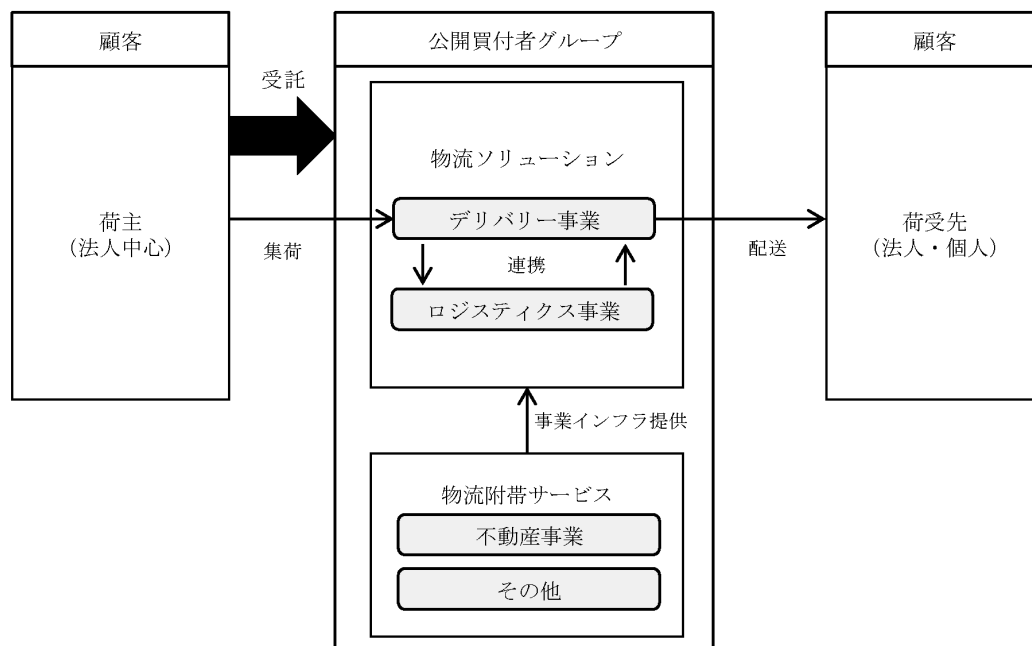 顧客
公開買付者グループ
顧客
受託
物流ソリューション
荷主
(法人中心)
デリバリー事業
荷受先
(法人・個人)
集荷
連携
配送
ロジスティクス事業
事業インフラ提供
物流附帯サービス
不動産事業
その他